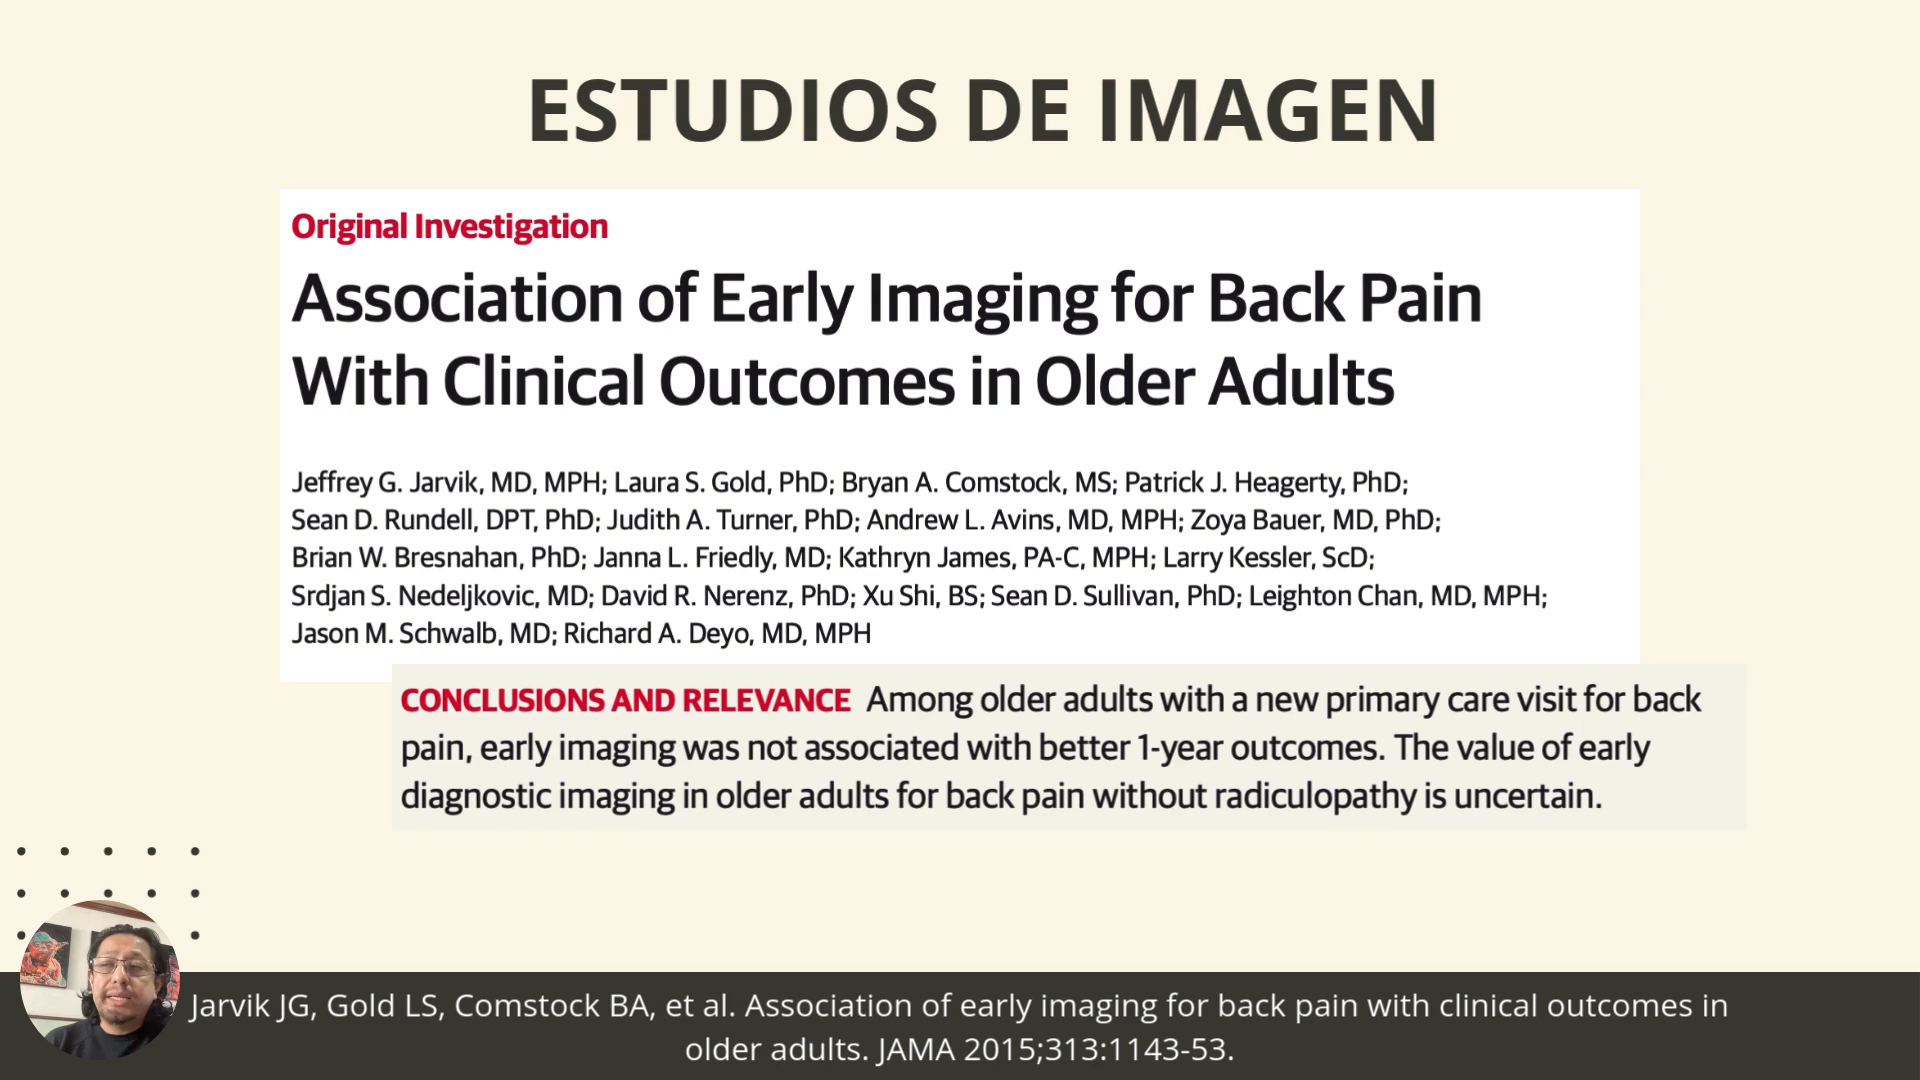 ESTUDIOS DE IMAGEN
Original Investigation
Association of Early Imaging for Back Pain
With Clinical Outcomes in Older Adults
Jeffrey G. Jarvik, MD, MPH; Laura S. Gold, PhD; Bryan A. Comstock, MS; Patrick J. Heagerty, PhD;
Sean D. Rundell, DPT, PhD; Judith A. Turner, PhD; Andrew L. Avins, MD, MPH; Zoya Bauer, MD, PhD;
Brian W. Bresnahan, PhD; Janna L. Friedly, MD; Kathryn James, PA-C, MPH; Larry Kessler, ScD;
Srdjan S. Nedeljkovic, MD; David R. Nerenz, PhD; Xu Shi, BS; Sean D. Sullivan, PhD; Leighton Chan, MD, MPH;
Jason M. Schwalb, MD; Richard A. Deyo, MD, MPH
CONCLUSIONS AND RELEVANCE Among older adults with a new primary care visit for back
pain, early imaging was not associated with better 1-year outcomes. The value of early
diagnostic imaging in older adults for back pain without radiculopathy is uncertain.
Jarvik JG, Gold LS, Comstock BA, et al. Association of early imaging for back pain with clinical outcomes in
older adults. JAMA 2015;313:1143-53.